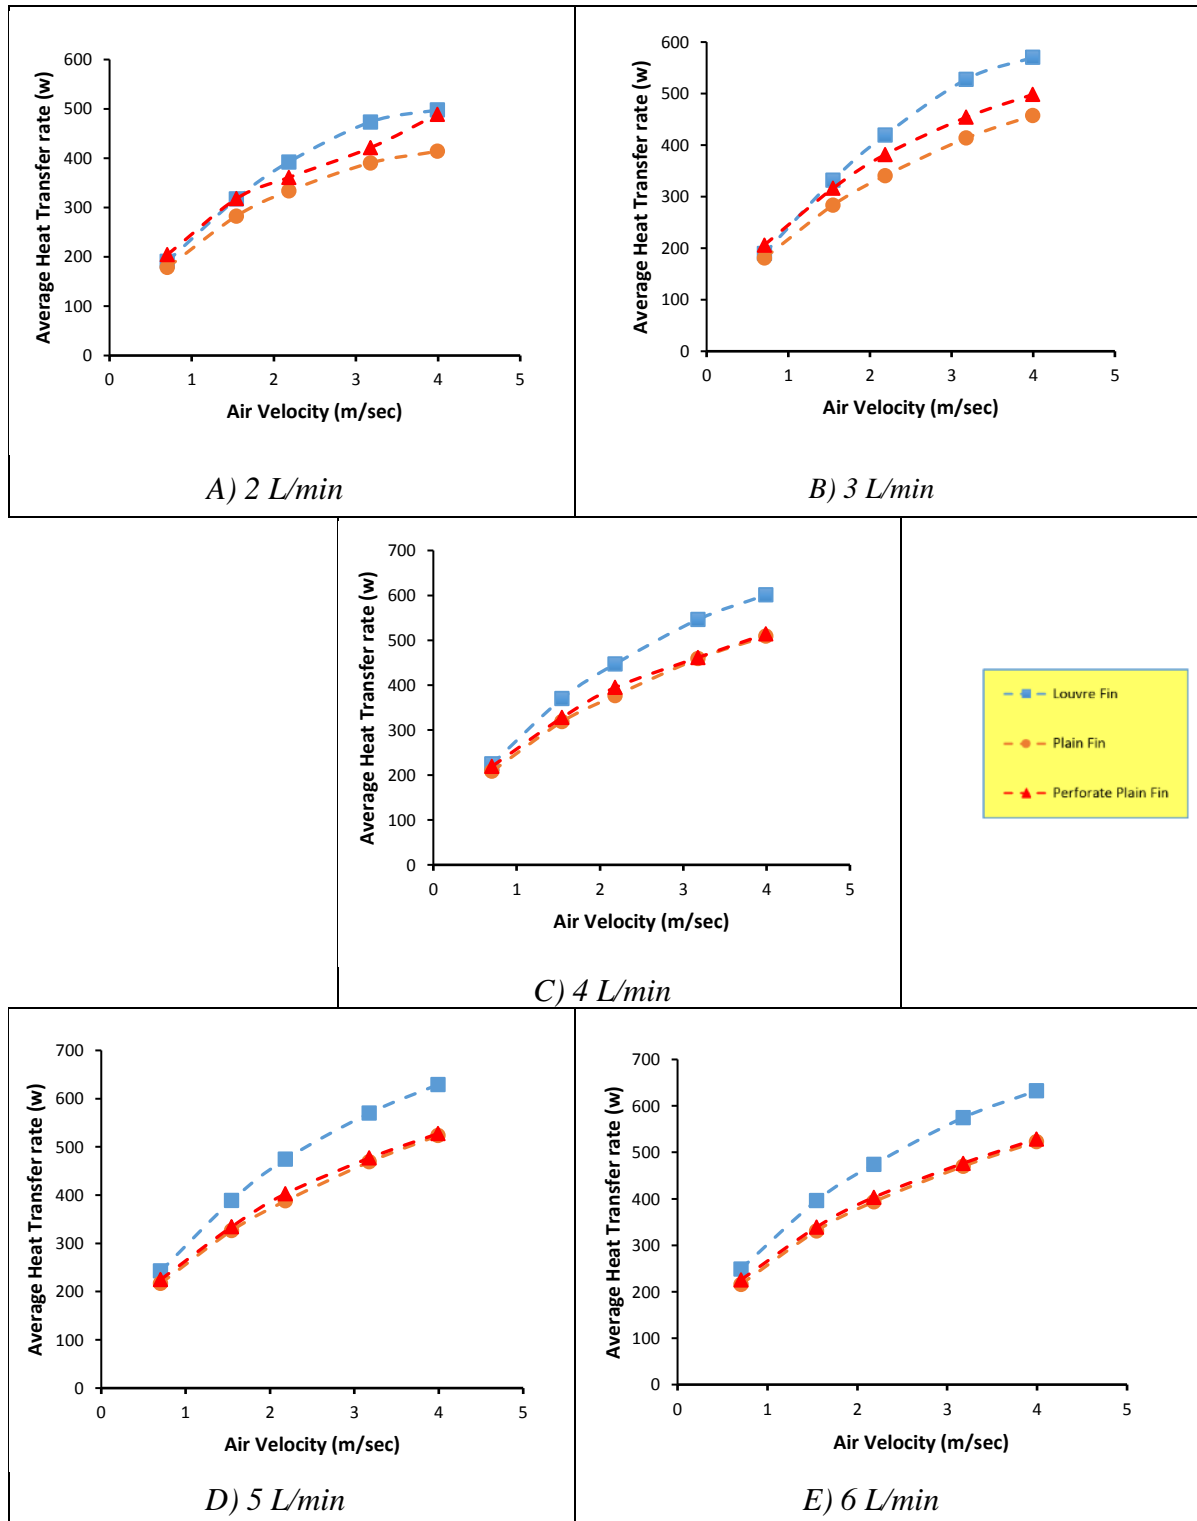 600
500
400
300
200
100
0
0 1 2 3 4 5
Average Heat Transfer rate (w)
Air Velocity (m/sec)
A) 2 L/min
600
500
400
300
200
100
0
0 1 2 3 4 5
Average Heat Transfer rate (w)
Air Velocity (m/sec)
B) 3 L/min
700
600
500
400
300
200
100
0
0 1 2 3 4 5
Average Heat Transfer rate (w)
Air Velocity (m/sec)
C) 4 L/min
Louvre Fin
Plain Fin
Perforate Plain Fin
700
600
500
400
300
200
100
0
0 1 2 3 4 5
Average Heat Transfer rate (w)
Air Velocity (m/sec)
D) 5 L/min
700
600
500
400
300
200
100
0
0 1 2 3 4 5
Average Heat Transfer rate (w)
Air Velocity (m/sec)
E) 6 L/min